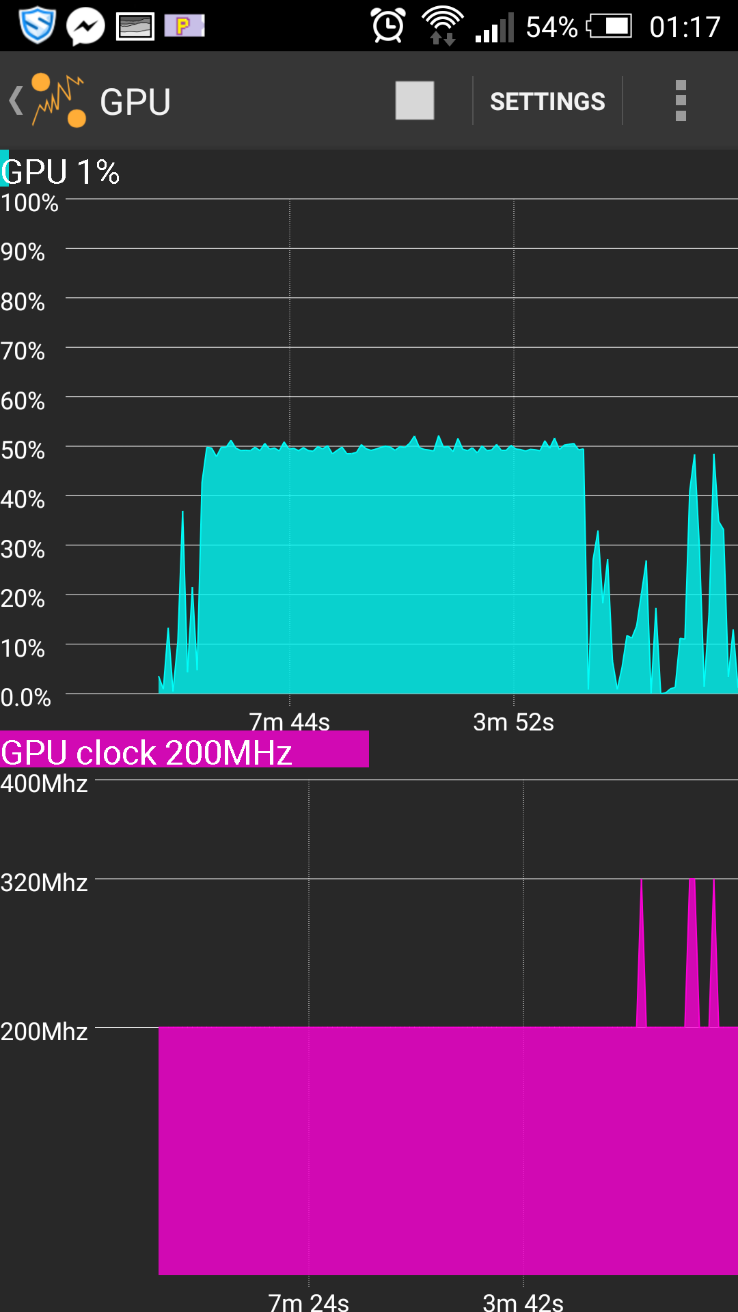 P
54%
01:17
GPU
SETTINGS
GPU 1%
100%
90%
80%
70%
60%
50%
40%
30%
20%
10%
0.0%
7m 44s 3m 52s
GPU clock 200MHz
400Mhz
320Mhz
200Mhz
7m 24s 3m 42s